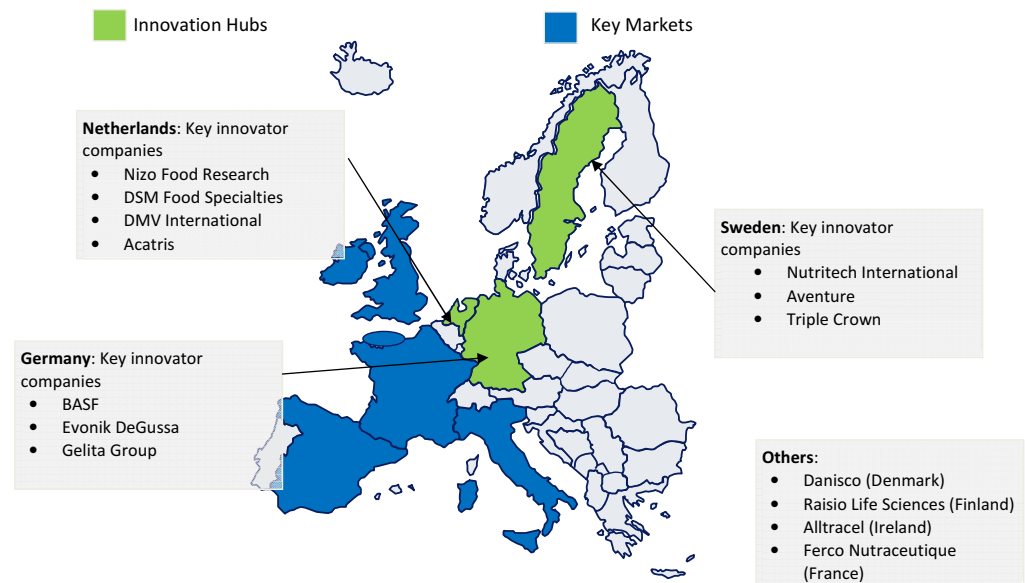 Innovation Hubs
Key Markets
Netherlands: Key innovator
companies
• Nizo Food Research
• DSM Food Specialties
• DMV International
• Acatris
Sweden: Key innovator
companies
• Nutritech International
• Aventure
• Triple Crown
Germany: Key innovator
companies
• BASF
• Evonik DeGussa
• Gelita Group
Others:
• Danisco (Denmark)
• Raisio Life Sciences (Finland)
• Alltracel (Ireland)
• Ferco Nutraceutique
(France)